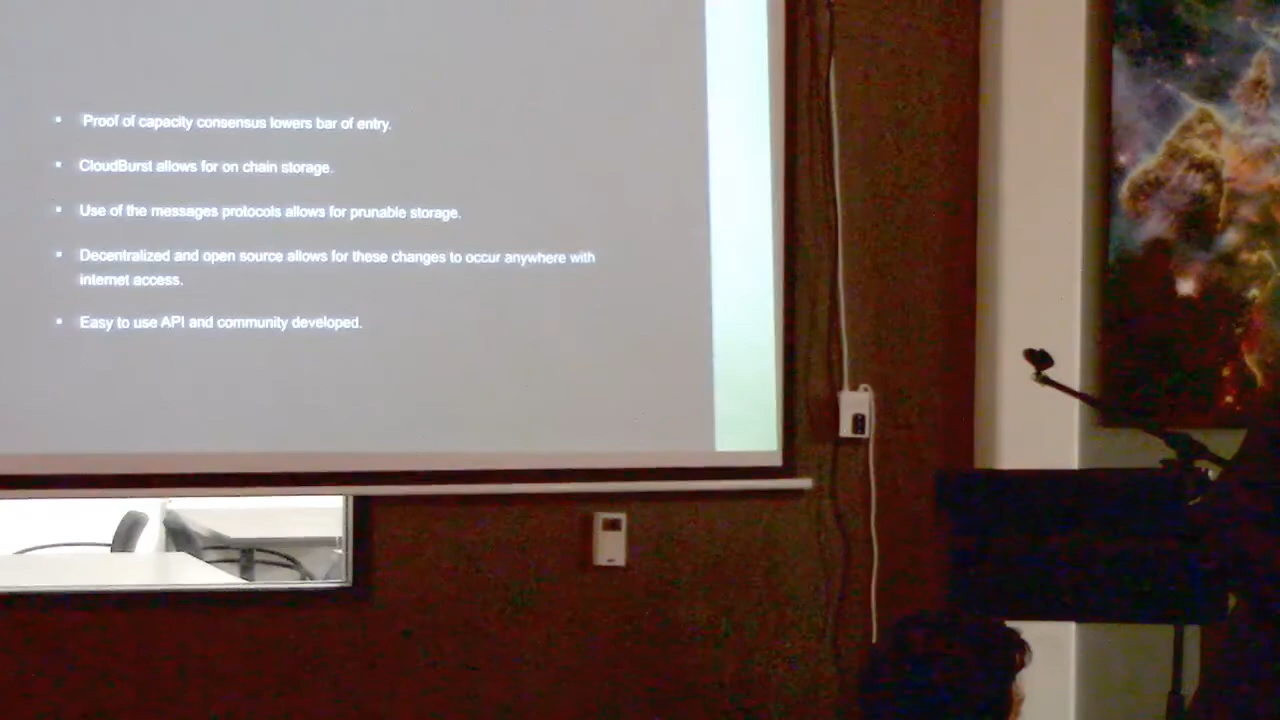 ▪ Proof of capacity consensus lowers bar of entry.
▪ CloudBurst allows for on chain storage.
▪ Use of the messages protocols allows for prunable storage.
▪ Decentralized and open source allows for these changes to occur anywhere with
internet access.
▪ Easy to use API and community developed.